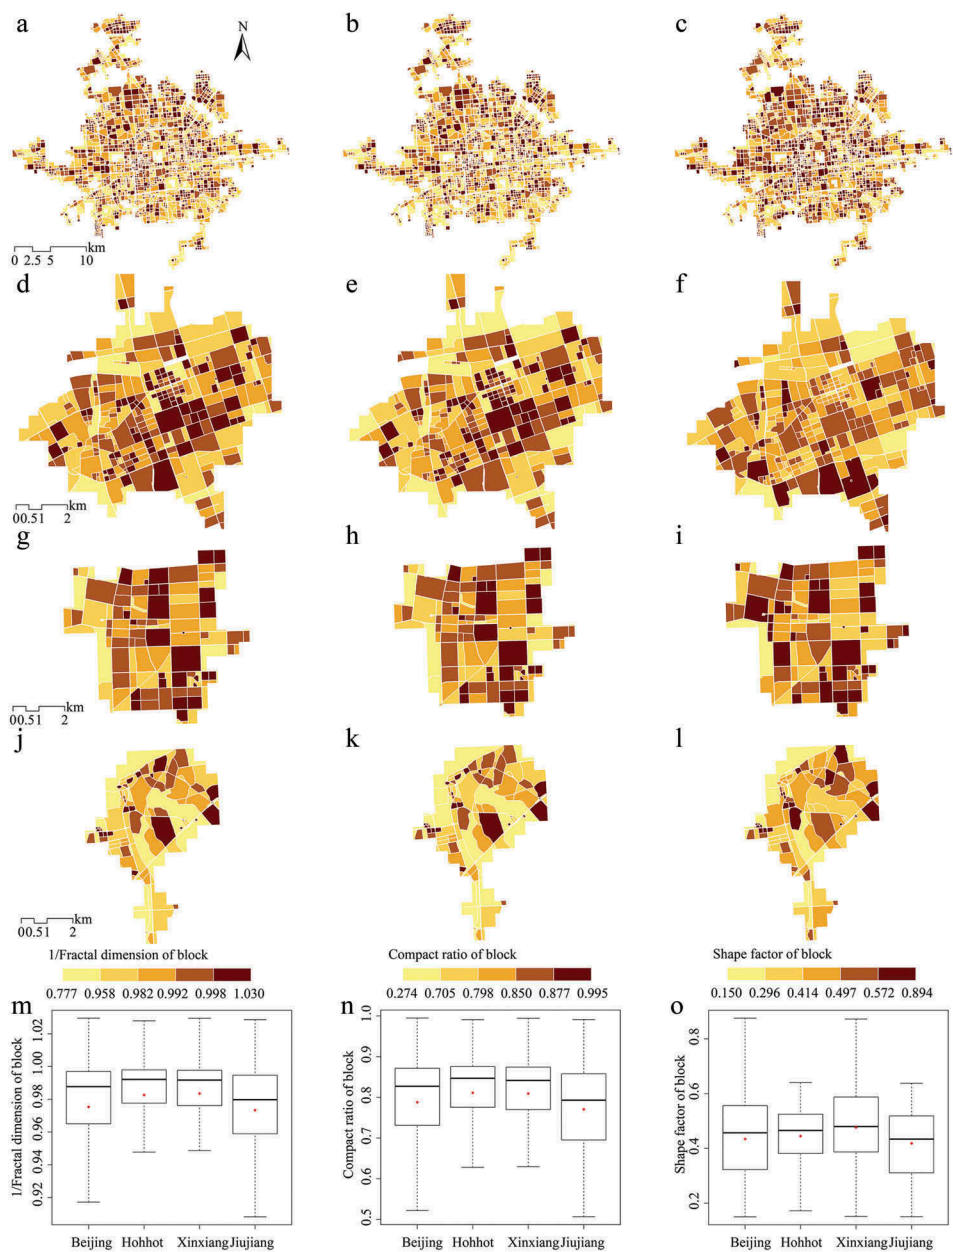 a
b
c
N
km
0 2.5 5 10
d
e
f
km
00.51 2
g
h
i
km
00.51 2
j
k
l
km
00.51 2
1/Fractal dimension of block
Compact ratio of block
Shape factor of block
0.777 0.958 0.982 0.992 0.998 1.030
0.274 0.705 0.798 0.850 0.877 0.995
0.150 0.296 0.414 0.497 0.572 0.894
m
1/Fractal dimension of block
1.02
1.00
0.98
0.96
0.94
0.92
Beijing Hohhot Xinxiang Jiujiang
n
Compact ratio of block
1.0
0.9
0.8
0.7
0.6
0.5
Beijing Hohhot Xinxiang Jiujiang
o
Shape factor of block
0.8
0.6
0.4
0.2
Beijing Hohhot Xinxiang Jiujiang